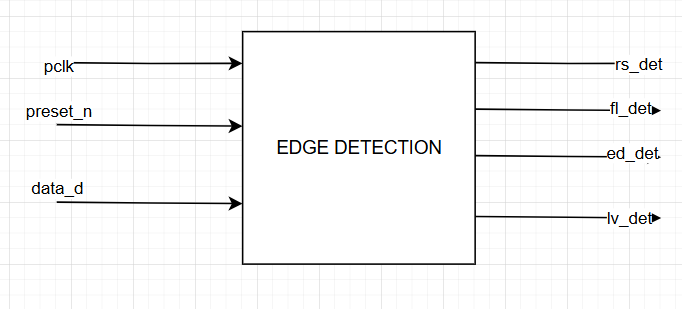 pclk
preset_n
data_d
EDGE DETECTION
rs_det
fl_det
ed_det
lv_det